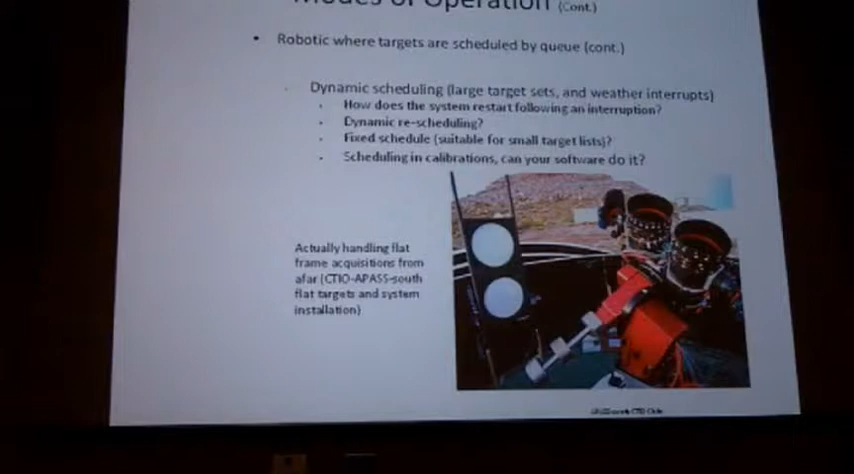 Modes of Operation (Cont.)
• Robotic where targets are scheduled by queue (cont.)
Dynamic scheduling (large target sets, and weather interrupts)
• How does the system restart following an interruption?
• Dynamic re-scheduling?
• Fixed schedule (suitable for small target lists)?
• Scheduling in calibrations, can your software do it?
Actually handling flat
frame acquisitions from
afar (CTIO-APASS-south
flat targets and system
installation)